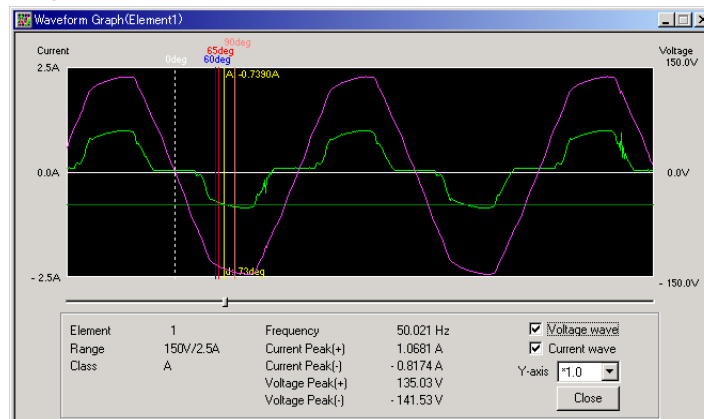 Waveform Graph(Element1)
90deg
Current 65deg Voltage
0deg 60deg
2.5A A -0.7390A 150.0V
0.0A 0.0V
-2.5A d: 73deg -150.0V
Element 1 Frequency 50.021 Hz Voltage wave
Range 150V/2.5A Current Peak(+) 1.0681 A Current wave
Class A Current Peak(-) -0.8174 A Y-axis *1.0
Voltage Peak(+) 135.03 V
Voltage Peak(-) -141.53 V Close